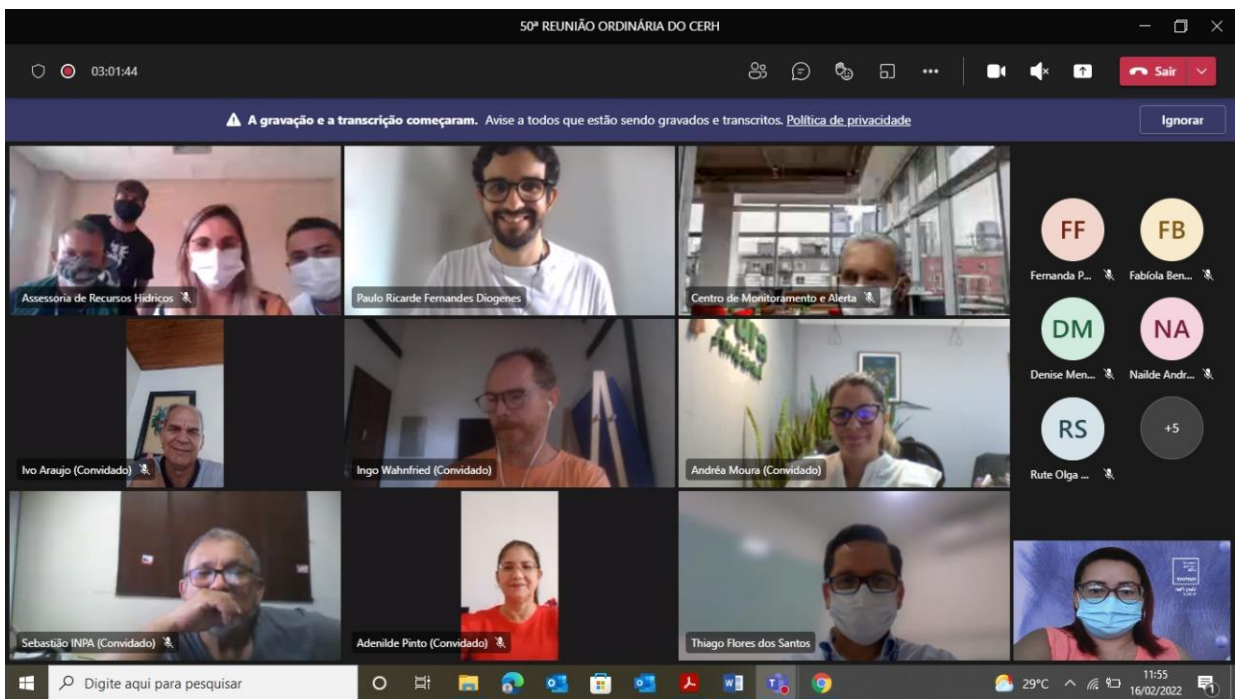 50ª REUNIÃO ORDINÁRIA DO CERH
03:01:44
Sair
A gravação e a transcrição começaram. Avise a todos que estão sendo gravados e transcritos. Política de privacidade
Ignorar
Assessoria de Recursos Hídricos
Paulo Ricarde Fernandes Diogenes
Centro de Monitoramento e Alerta
FF
FB
Fernanda P...
Fabíola Ben...
DM
NA
Denise Men...
Nailde Andr...
Ivo Araujo (Convidado)
Ingo Wahnfried (Convidado)
Andréa Moura (Convidado)
RS
+5
Rute Olga ...
Sebastião INPA (Convidado)
Adenilde Pinto (Convidado)
Thiago Flores dos Santos
Digite aqui para pesquisar
29°C
11:55
16/02/2022